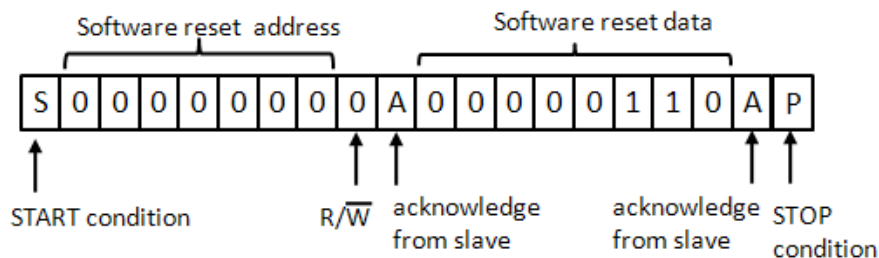 Software reset address
Software reset data
S 0 0 0 0 0 0 0 0 A 0 0 0 0 0 1 1 0 A P
START condition
R/W̅
acknowledge
from slave
acknowledge
from slave
STOP
condition